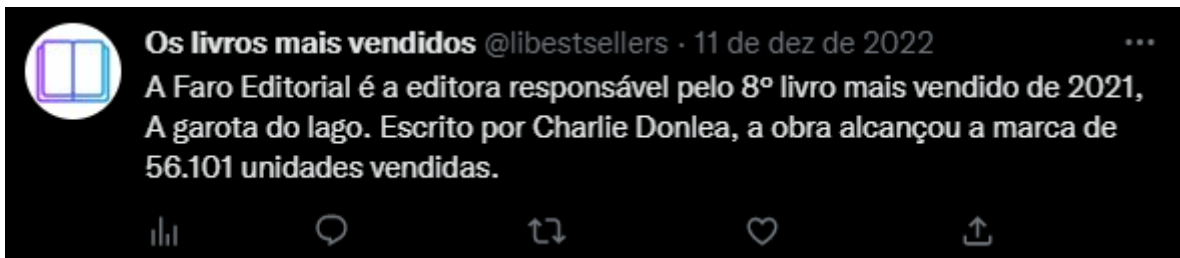 Os livros mais vendidos @libestsellers · 11 de dez de 2022
A Faro Editorial é a editora responsável pelo 8º livro mais vendido de 2021,
A garota do lago. Escrito por Charlie Donlea, a obra alcançou a marca de
56.101 unidades vendidas.